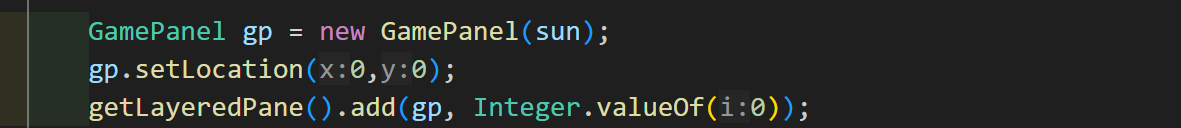 GamePanel gp = new GamePanel(sun);
gp.setLocation(x:0,y:0);
getLayeredPane().add(gp, Integer.valueOf(i:0));